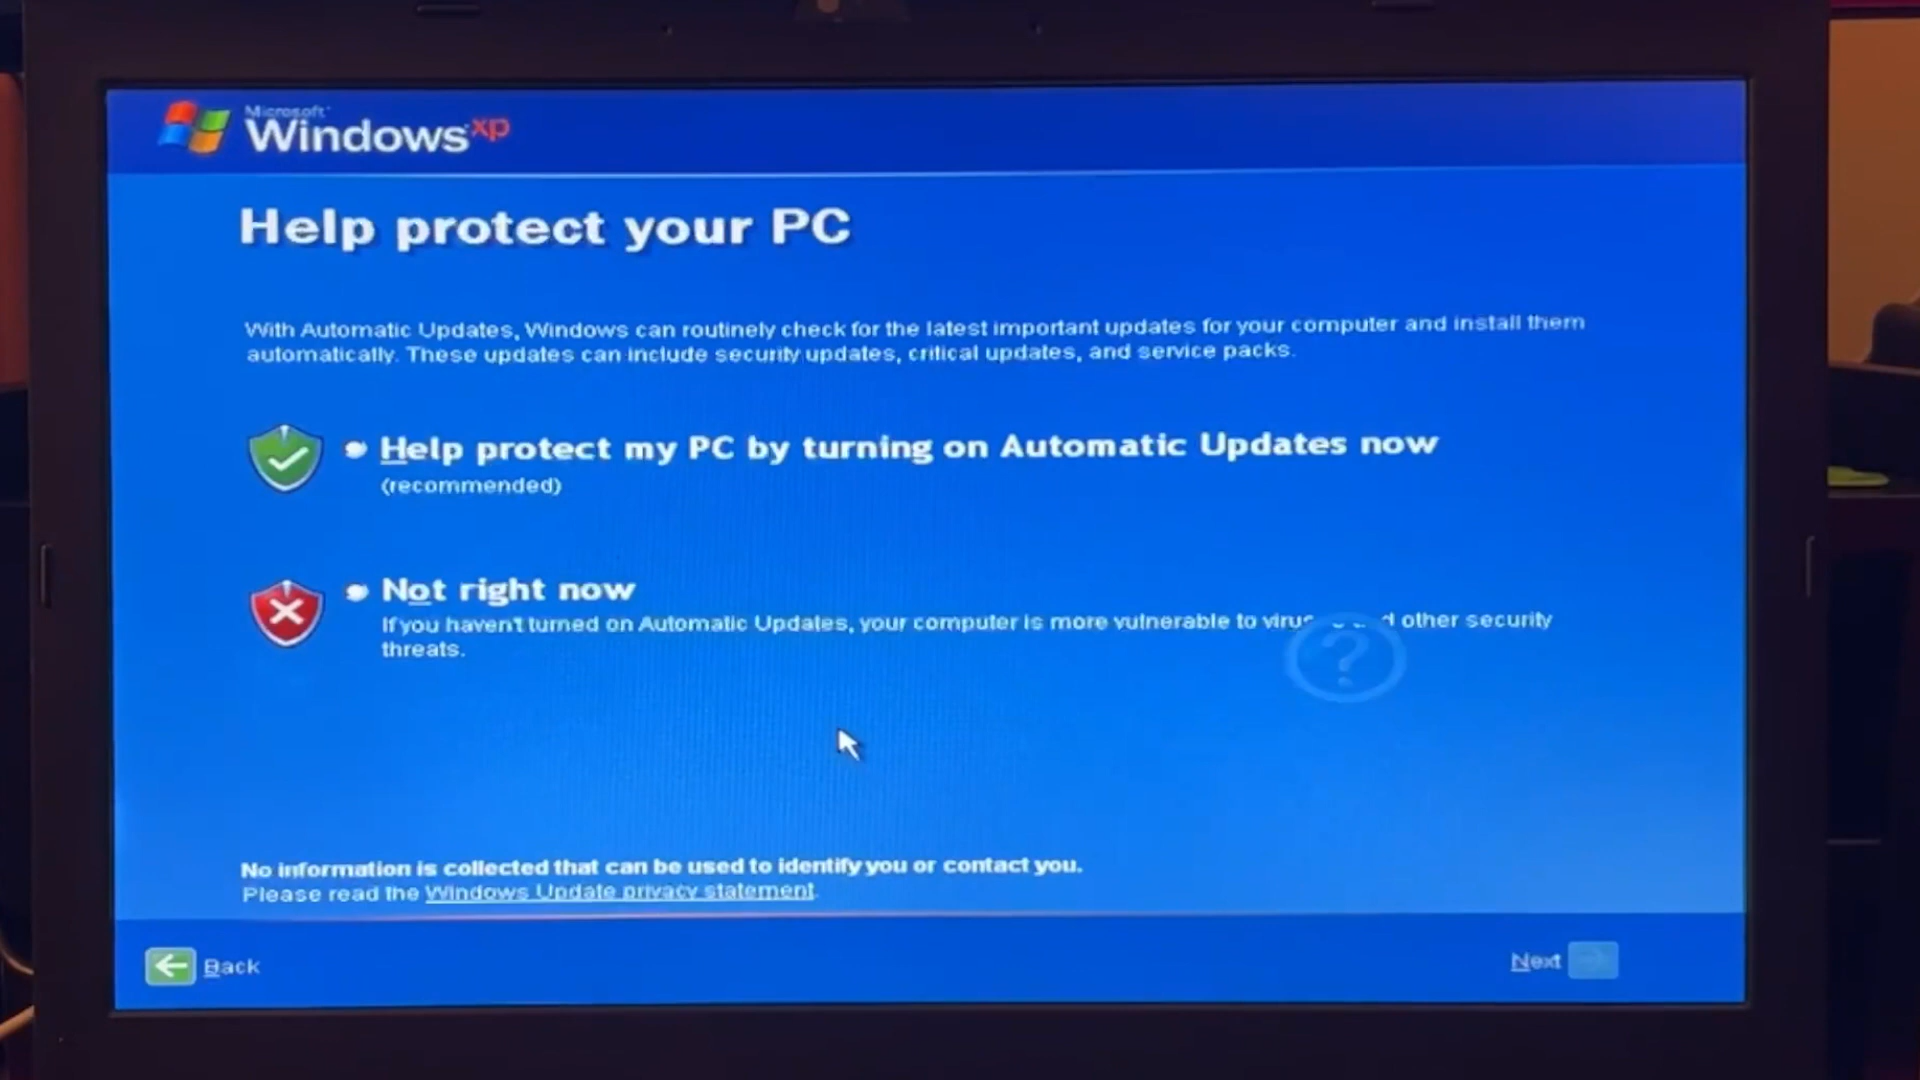 Microsoft
Windows xp
Help protect your PC
With Automatic Updates, Windows can routinely check for the latest important updates for your computer and install them
automatically. These updates can include security updates, critical updates, and service packs.
Help protect my PC by turning on Automatic Updates now
(recommended)
Not right now
If you haven't turned on Automatic Updates, your computer is more vulnerable to other security
threats.
?
No information is collected that can be used to identify you or contact you.
Please read the Windows Update privacy statement.
Back
Next